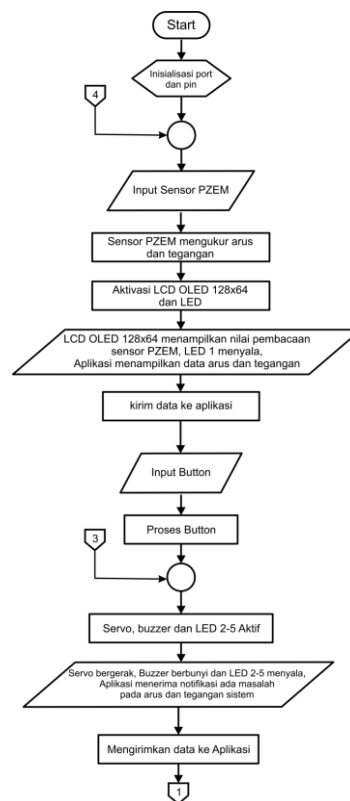 Start
Inisialisasi port
dan pin
4
Input Sensor PZEM
Sensor PZEM mengukur arus
dan tegangan
Aktivasi LCD OLED 128x64
dan LED
LCD OLED 128x64 menampilkan nilai pembacaan
sensor PZEM, LED 1 menyala,
Aplikasi menampilkan data arus dan tegangan
kirim data ke aplikasi
Input Button
Proses Button
3
Servo, buzzer dan LED 2-5 Aktif
Servo bergerak, Buzzer berbunyi dan LED 2-5 menyala,
Aplikasi menerima notifikasi ada masalah
pada arus dan tegangan sistem
Mengirimkan data ke Aplikasi
1